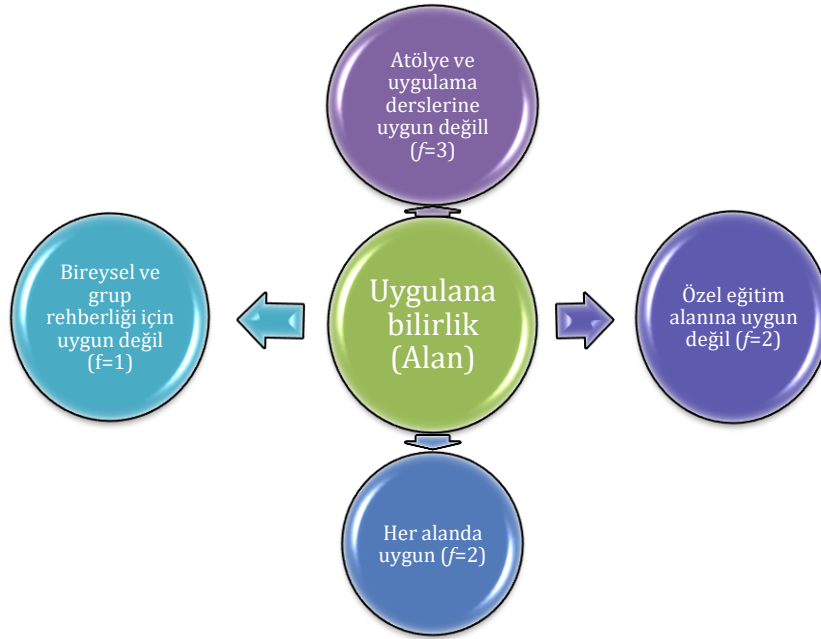 Atölye ve
uygulama
derslerine
uygun değill
(f=3)
Bireysel ve
grup
rehberliği için
uygun değil
(f=1)
Uygulana
bilirlik
(Alan)
Özel eğitim
alanına uygun
değil (f=2)
Her alanda
uygun (f=2)